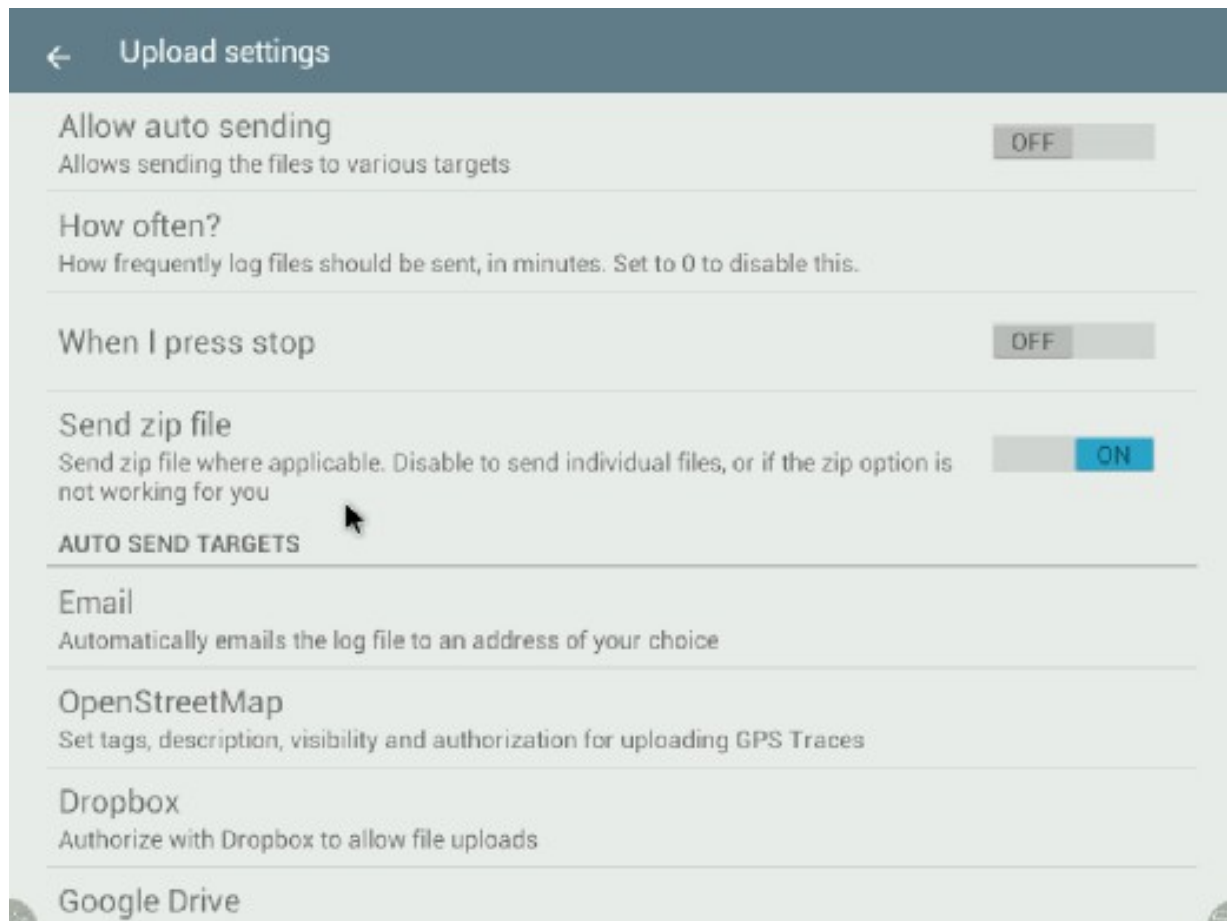 Upload settings
Allow auto sending
OFF
Allows sending the files to various targets
How often?
How frequently log files should be sent, in minutes. Set to 0 to disable this.
When I press stop
OFF
Send zip file
Send zip file where applicable. Disable to send individual files, or if the zip option is
ON
not working for you
AUTO SEND TARGETS
Email
Automatically emails the log file to an address of your choice
OpenStreetMap
Set tags, description, visibility and authorization for uploading GPS Traces
Dropbox
Authorize with Dropbox to allow file uploads
Google Drive